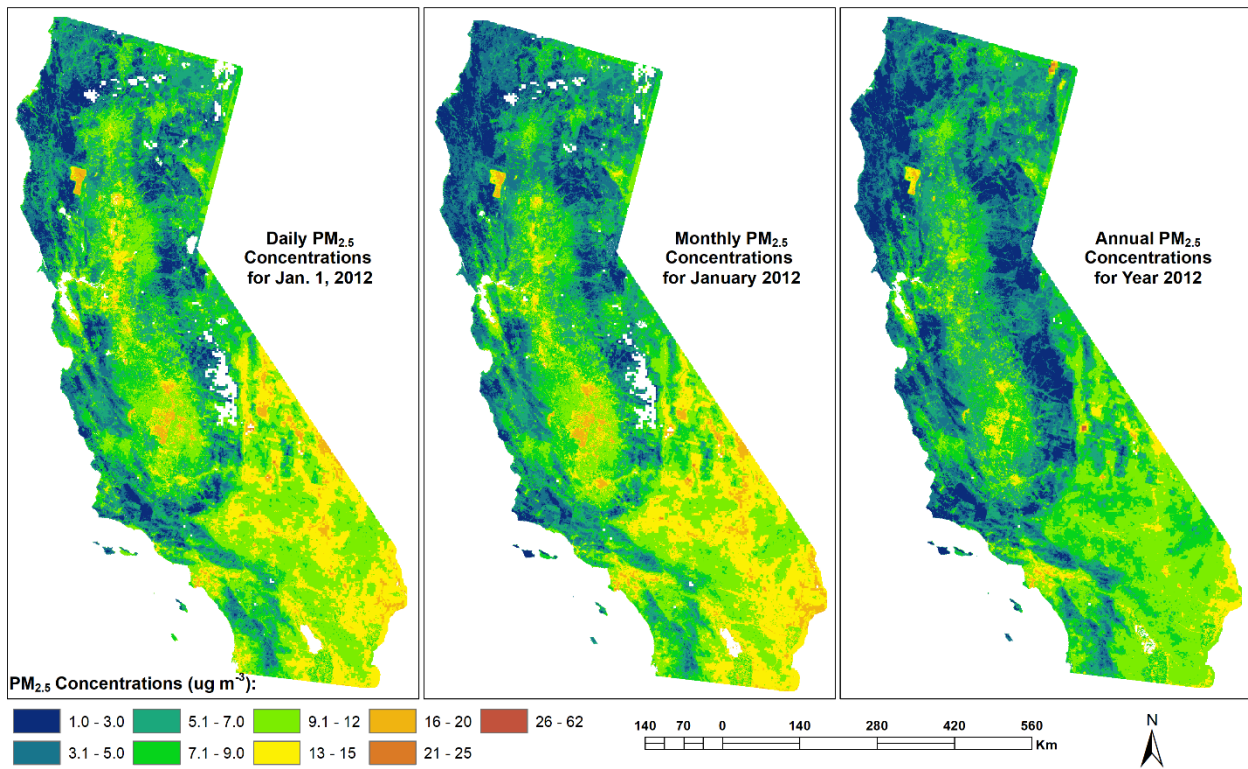 Daily PM2.5
Concentrations
for Jan. 1, 2012
Monthly PM2.5
Concentrations
for January 2012
Annual PM2.5
Concentrations
for Year 2012
PM2.5 Concentrations (ug m-3):
1.0 - 3.0
5.1 - 7.0
9.1 - 12
16 - 20
26 - 62
3.1 - 5.0
7.1 - 9.0
13 - 15
21 - 25
140 70 0 140 280 420 560
Km
N